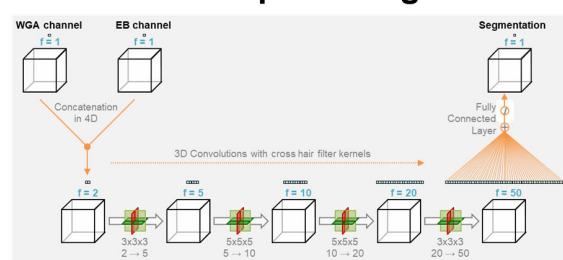 WGA channel
EB channel
Segmentation
f = 1
f = 1
f = 1
Concatenation
in 4D
Fully
Connected
Layer
3D Convolutions with cross hair filter kernels
f = 2
f = 5
f = 10
f = 20
f = 50
3x3x3
2 → 5
5x5x5
5 → 10
5x5x5
10 → 20
3x3x3
20 → 50